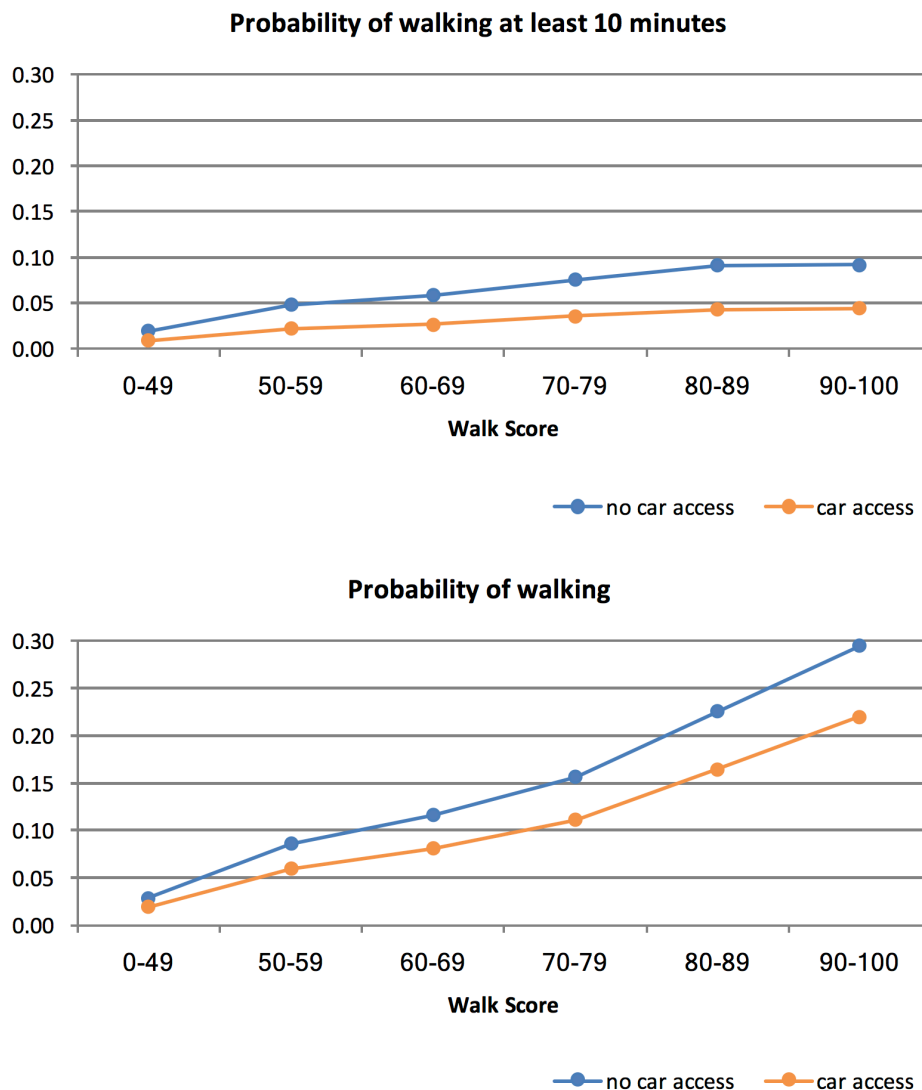 Probability of walking at least 10 minutes
0.30
0.25
0.20
0.15
0.10
0.05
0.00
0-49 50-59 60-69 70-79 80-89 90-100
Walk Score
no car access car access
Probability of walking
0.30
0.25
0.20
0.15
0.10
0.05
0.00
0-49 50-59 60-69 70-79 80-89 90-100
Walk Score
no car access car access